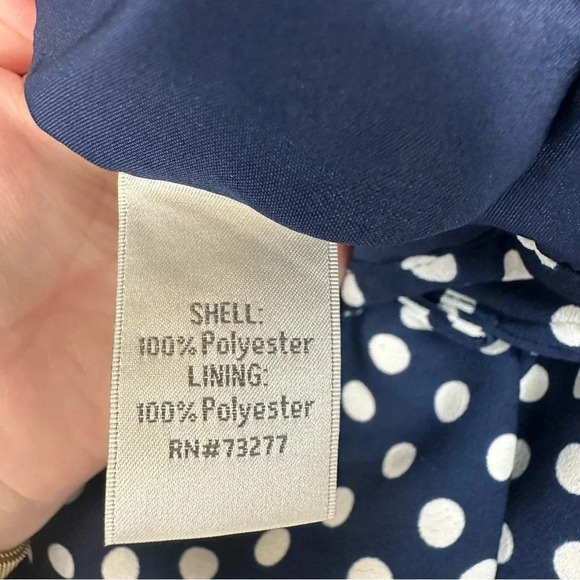 SHELL:
100% Polyester
LINING:
100% Polyester
RN#73277